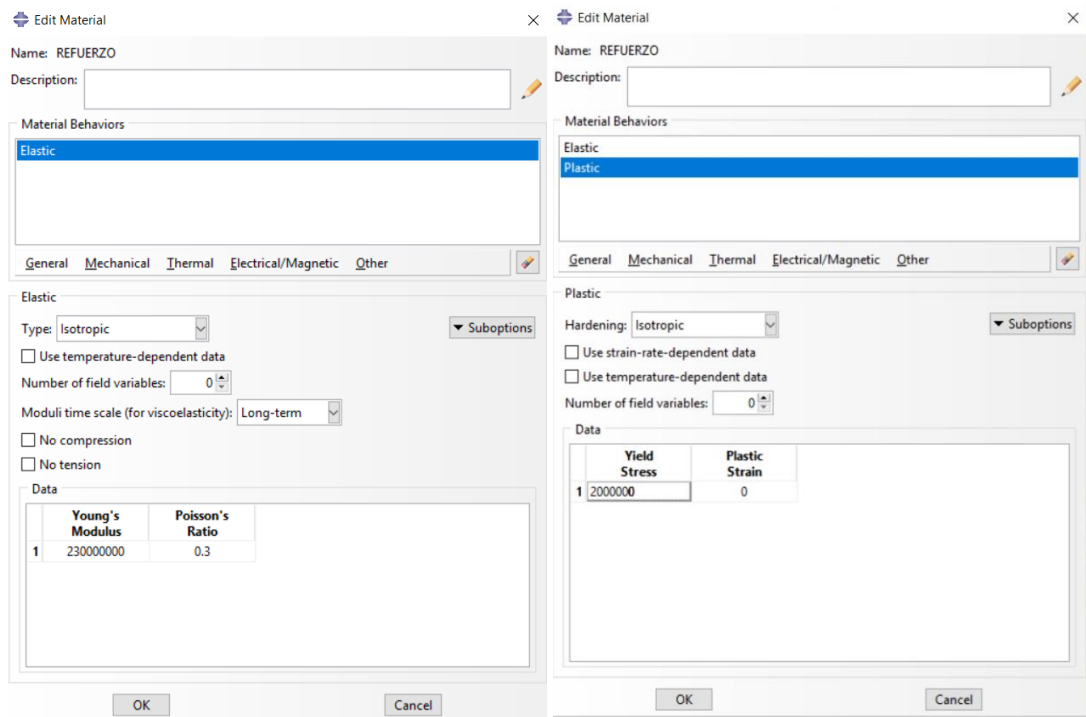 Edit Material
Name: REFUERZO
Description:
Material Behaviors
Elastic
General Mechanical Thermal Electrical/Magnetic Other
Elastic
Type: Isotropic
Suboptions
Use temperature-dependent data
Number of field variables: 0
Moduli time scale (for viscoelasticity): Long-term
No compression
No tension
Data
Young's Modulus Poisson's Ratio
1 230000000 0.3
OK Cancel
Edit Material
Name: REFUERZO
Description:
Material Behaviors
Elastic
Plastic
General Mechanical Thermal Electrical/Magnetic Other
Plastic
Hardening: Isotropic
Suboptions
Use strain-rate-dependent data
Use temperature-dependent data
Number of field variables: 0
Data
Yield Stress Plastic Strain
1 2000000 0
OK Cancel